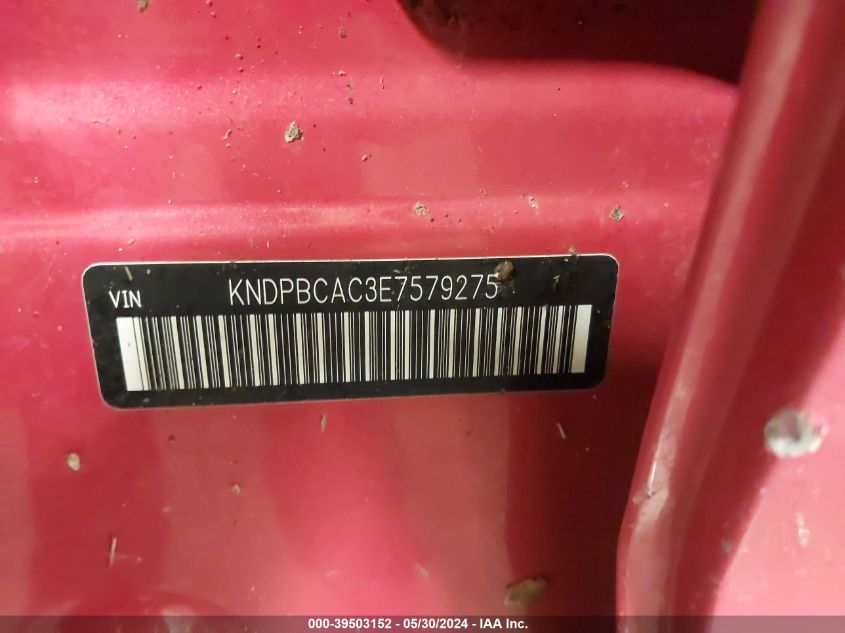 VIN KNDPBCAC3E7579275
000-39503152 — 05/30/2024 — IAA Inc.